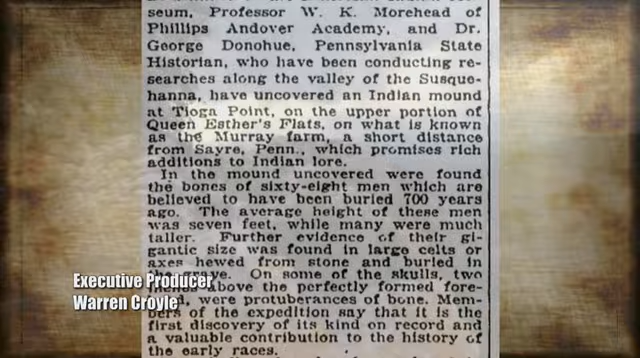 seum, Professor W. K. Morehead of
Phillips Andover Academy, and Dr.
George Donohue, Pennsylvania State
Historian, who have been conducting re-
searches along the valley of the Susque-
hanna, have uncovered an Indian mound
at Tioga Point, on the upper portion of
Queen Esther's Flats, on what is known
as the Murray farm, a short distance
from Sayre, Penn., which promises rich
additions to Indian lore.
In the mound uncovered were found
the bones of sixty-eight men which are
believed to have been buried 700 years
ago. The average height of these men
was seven feet, while many were much
taller. Further evidence of their gi-
gantic size was found in large celts or
axes hewed from stone and buried in
the grave. On some of the skulls, two
above the perfectly formed fore-
were protuberances of bone. Mem-
bers of the expedition say that it is the
first discovery of its kind on record and
a valuable contribution to the history of
the early races.
Executive Producer
Warren Croyle